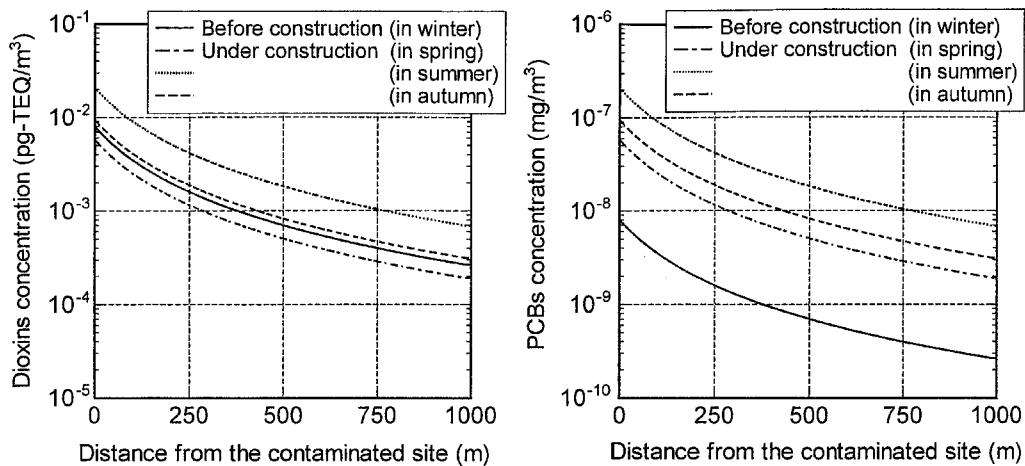 Dioxins concentration (pg-TEQ/m³)
10⁻¹
10⁻²
10⁻³
10⁻⁴
10⁻⁵
Before construction (in winter)
Under construction (in spring)
(in summer)
(in autumn)
0 250 500 750 1000
Distance from the contaminated site (m)
PCBs concentration (mg/m³)
10⁻⁶
10⁻⁷
10⁻⁸
10⁻⁹
10⁻¹⁰
Before construction (in winter)
Under construction (in spring)
(in summer)
(in autumn)
0 250 500 750 1000
Distance from the contaminated site (m)